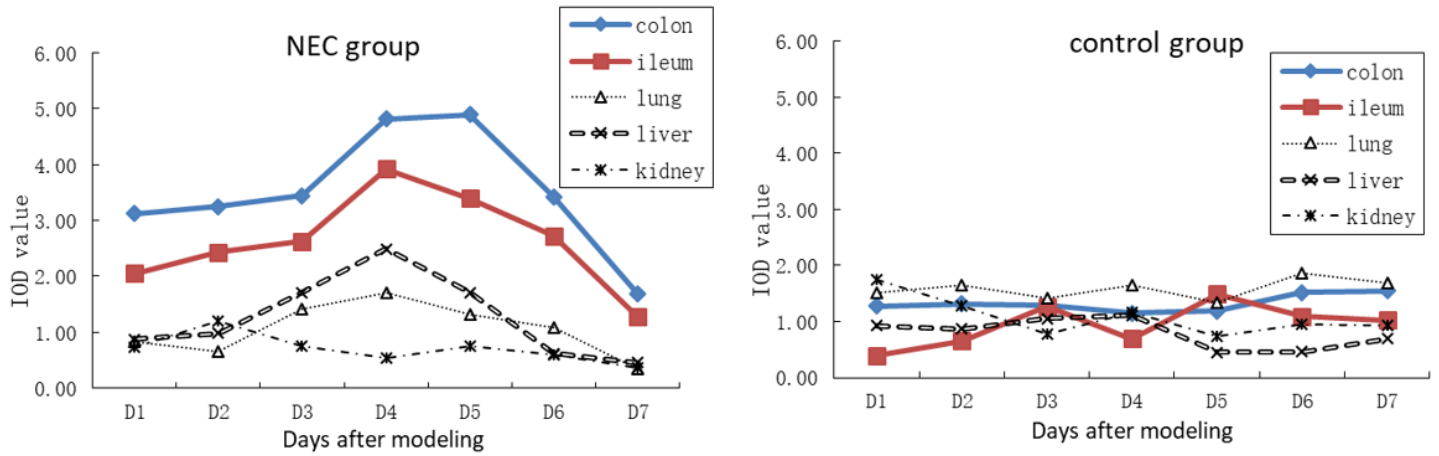 NEC group
colon
ileum
lung
liver
kidney
6.00
5.00
4.00
3.00
2.00
1.00
0.00
IOD value
D1 D2 D3 D4 D5 D6 D7
Days after modeling
control group
colon
ileum
lung
liver
kidney
6.00
5.00
4.00
3.00
2.00
1.00
0.00
IOD value
D1 D2 D3 D4 D5 D6 D7
Days after modeling